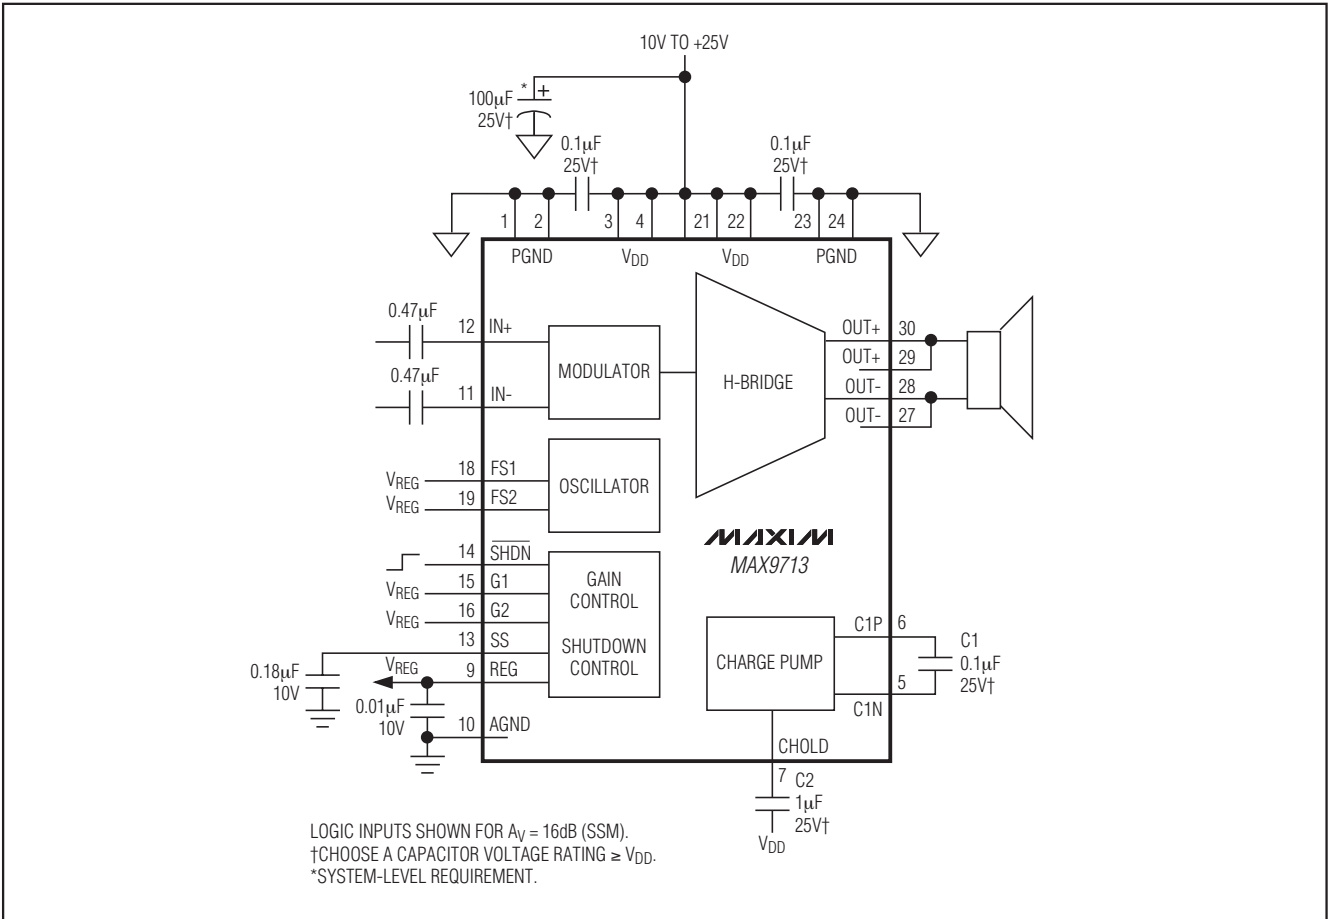 10V TO +25V
* +
100μF
25V†
0.1μF
25V†
0.1μF
25V†
1 2 3 4 21 22 23 24
PGND VDD VDD PGND
0.47μF
12 IN+
MODULATOR
0.47μF
11 IN-
H-BRIDGE
OUT+ 30
OUT+ 29
OUT- 28
OUT- 27
VREG 18 FS1
VREG 19 FS2
OSCILLATOR
14 SHDN
VREG 15 G1
VREG 16 G2
13 SS
VREG 9 REG
GAIN
CONTROL
SHUTDOWN
CONTROL
MAXIM
MAX9713
0.18μF
10V
0.01μF
10V
10 AGND
CHARGE PUMP
C1P 6
C1
0.1μF
25V†
5
C1N
CHOLD
7 C2
1μF
25V†
VDD
LOGIC INPUTS SHOWN FOR AV = 16dB (SSM).
†CHOOSE A CAPACITOR VOLTAGE RATING ≥ VDD.
*SYSTEM-LEVEL REQUIREMENT.